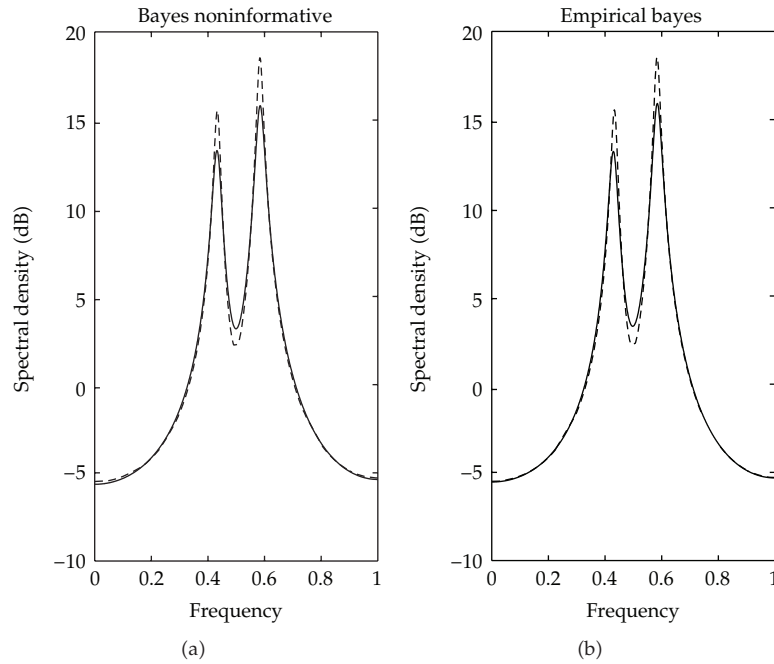 Bayes noninformative
20
15
10
5
0
−5
−10
Spectral density (dB)
0 0.2 0.4 0.6 0.8 1
Frequency
(a)
Empirical bayes
20
15
10
5
0
−5
−10
Spectral density (dB)
0 0.2 0.4 0.6 0.8 1
Frequency
(b)